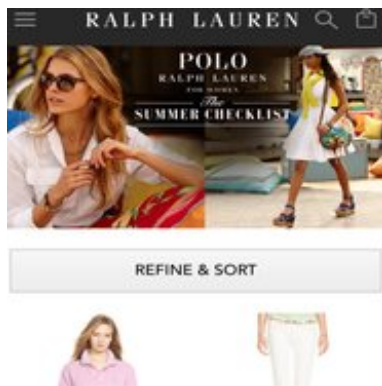 RALPH LAUREN
POLO
RALPH LAUREN
FOR WOMEN
The
SUMMER CHECKLIST
REFINE & SORT